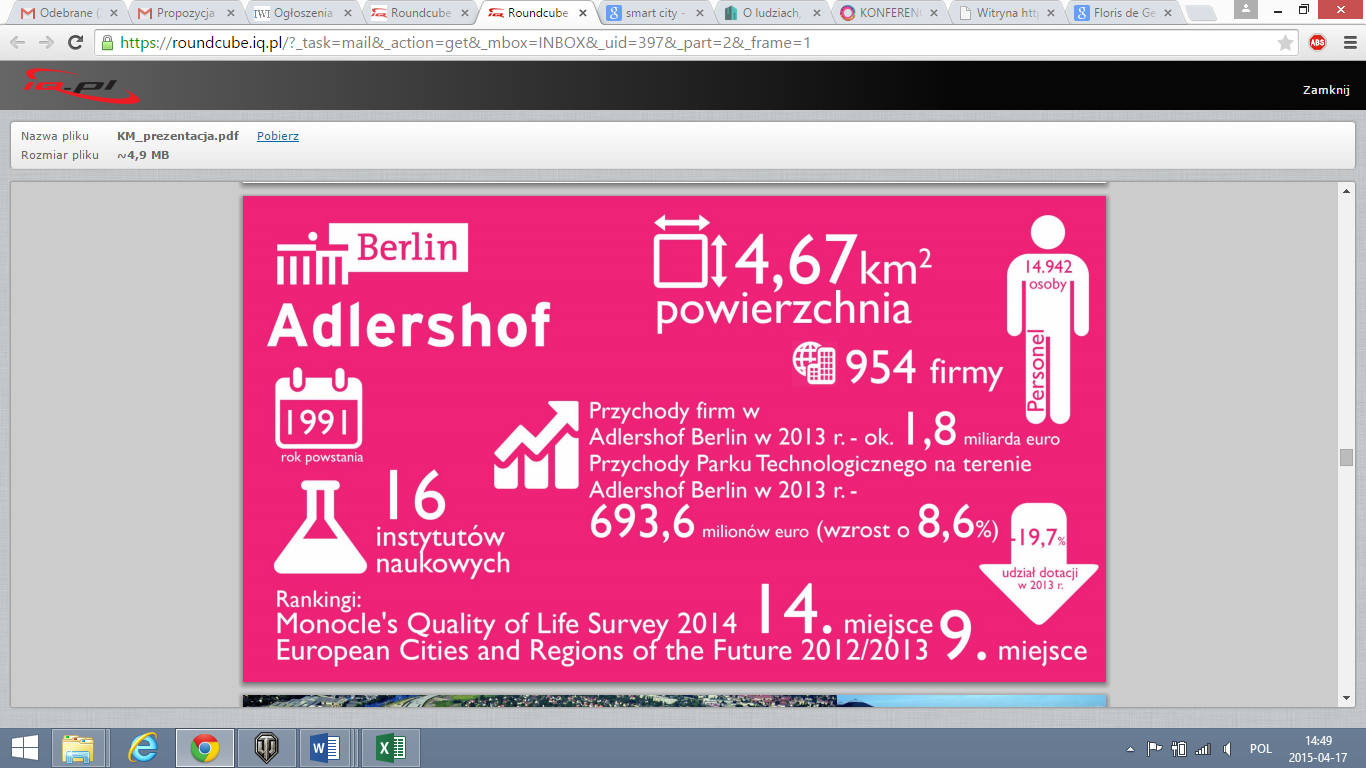 Odebrane (
Propozycja
IWI Ogłoszenia
Roundcube
Roundcube
smart city -
O ludziach,
KONFEREN
Witryna http
Floris de Ge
https://roundcube.iq.pl/?_task=mail&_action=get&_mbox=INBOX&_uid=397&_part=2&_frame=1
ABS
iq.pl
Zamknij
Nazwa pliku KM_prezentacja.pdf Pobierz
Rozmiar pliku ~4,9 MB
Berlin
Adlershof
4,67km²
powierzchnia
14.942
osoby
Personel
954 firmy
1991
rok powstania
Przychody firm w
Adlershof Berlin w 2013 r. - ok. 1,8 miliarda euro
Przychody Parku Technologicznego na terenie
Adlershof Berlin w 2013 r. -
693,6 milionów euro (wzrost o 8,6%)
16
instytutów
naukowych
-19,7%
udział dotacji
w 2013 r.
Rankingi:
Monocle's Quality of Life Survey 2014 14. miejsce
European Cities and Regions of the Future 2012/2013 9. miejsce
POL
14:49
2015-04-17